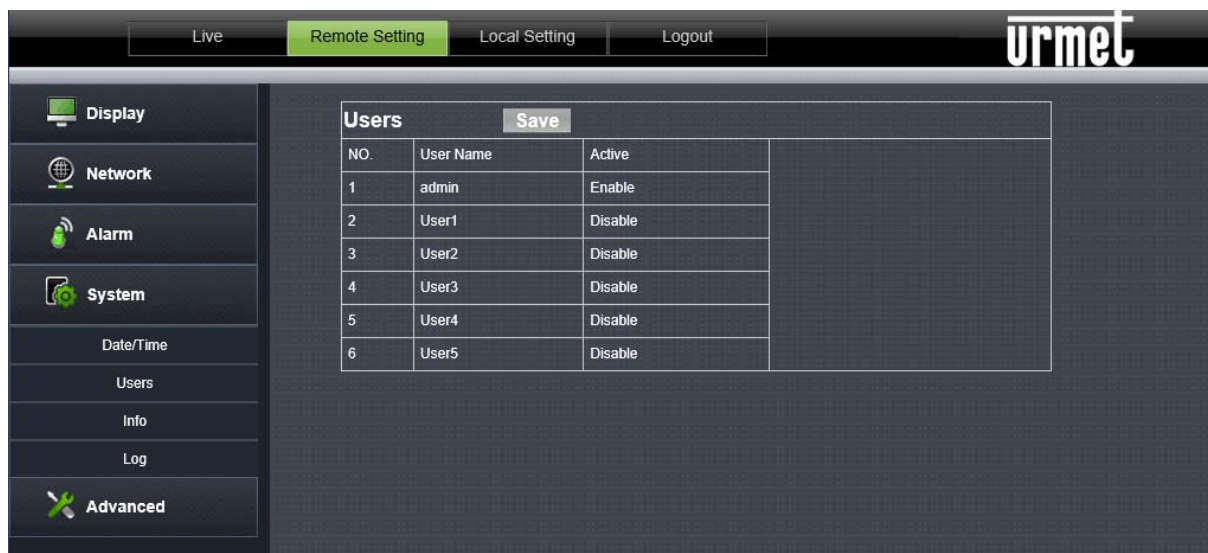 Live Remote Setting Local Setting Logout urmet
Display
Network
Alarm
System
Date/Time
Users
Info
Log
Advanced
Users Save
NO. User Name Active
1 admin Enable
2 User1 Disable
3 User2 Disable
4 User3 Disable
5 User4 Disable
6 User5 Disable